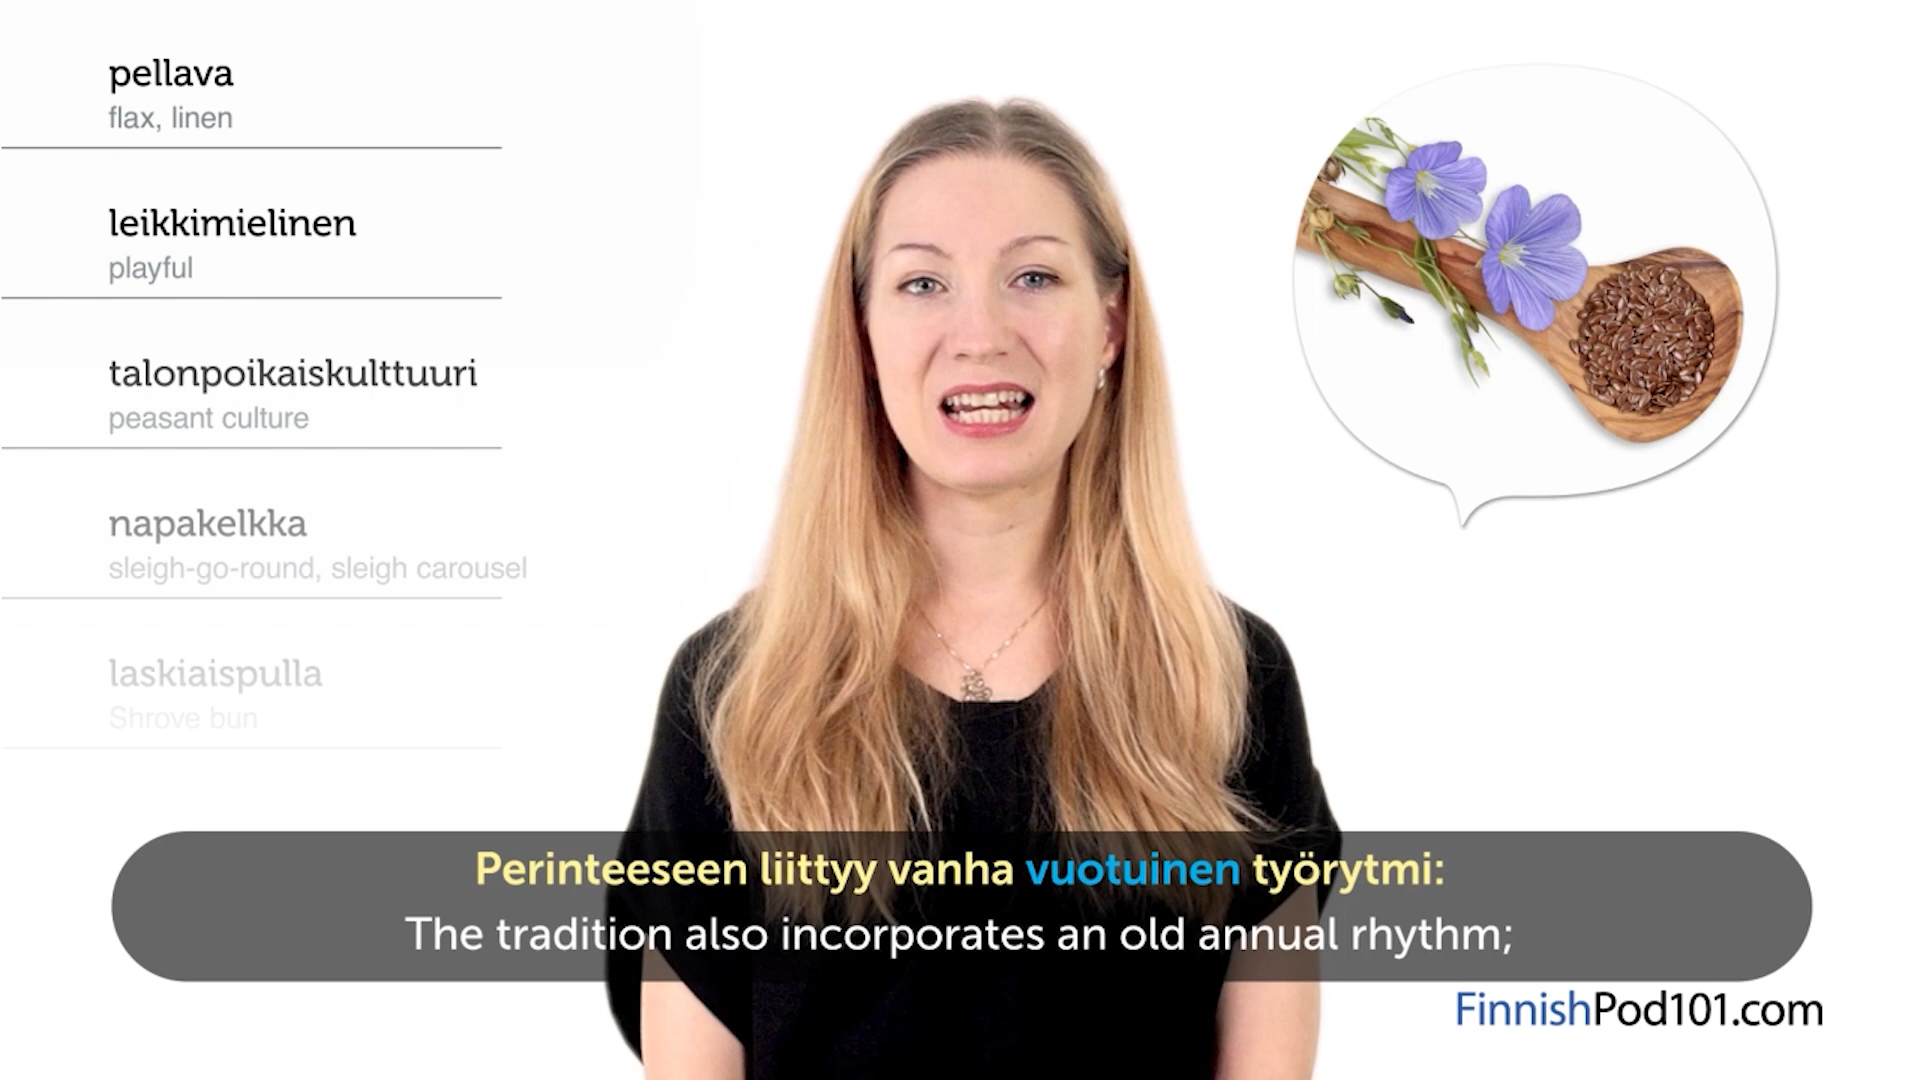 pellava
flax, linen
leikkimielinen
playful
talonpoikaiskulttuuri
peasant culture
napakelkka
sleigh-go-round, sleigh carousel
laskiaispulla
Shrove bun
Perinteeseen liittyy vanha vuotuinen työrytmi:
The tradition also incorporates an old annual rhythm;
FinnishPod101.com